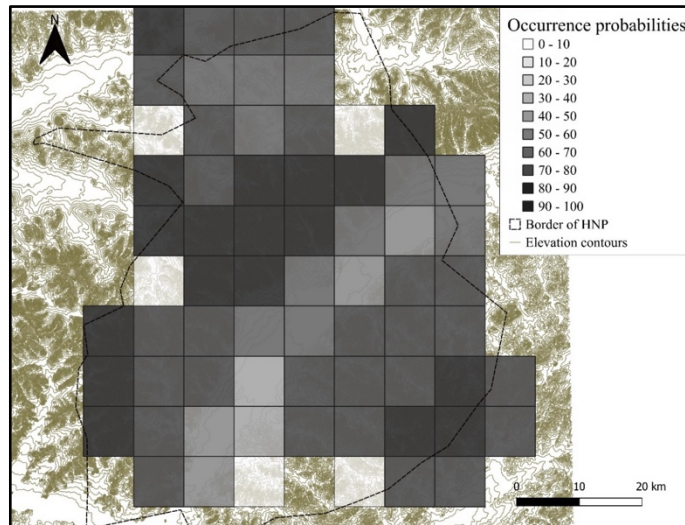 N
Occurrence probabilities
0 - 10
10 - 20
20 - 30
30 - 40
40 - 50
50 - 60
60 - 70
70 - 80
80 - 90
90 - 100
Border of HNP
Elevation contours
0 10 20 km